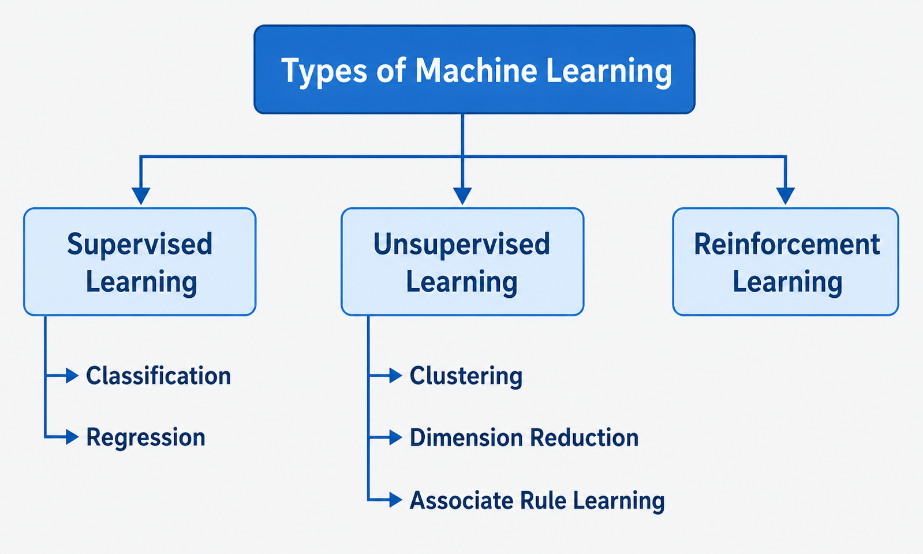 Types of Machine Learning
Supervised
Learning
Unsupervised
Learning
Reinforcement
Learning
Classification
Regression
Clustering
Dimension Reduction
Associate Rule Learning